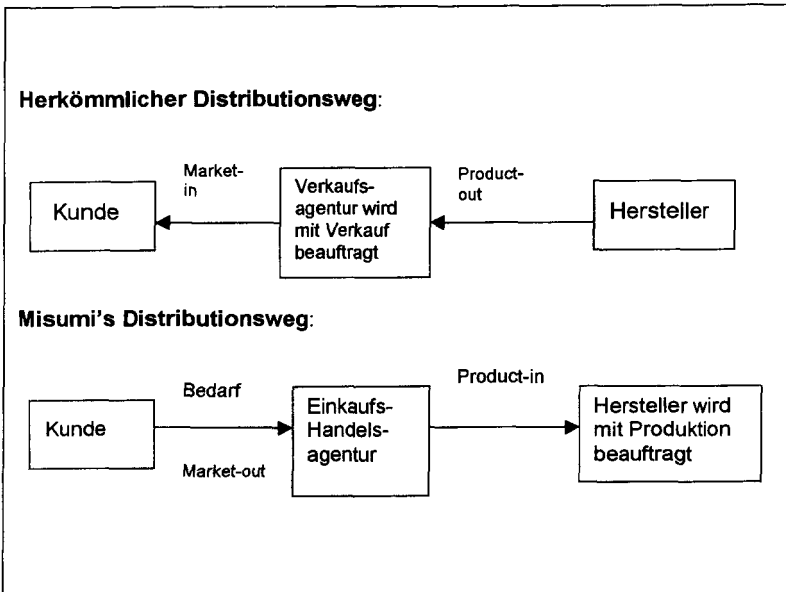 Herkömmlicher Distributionsweg:
Market-
in
Product-
out
Kunde
Verkaufs-
agentur wird
mit Verkauf
beauftragt
Hersteller
Misumi's Distributionsweg:
Bedarf
Product-in
Kunde
Market-out
Einkaufs-
Handels-
agentur
Hersteller wird
mit Produktion
beauftragt